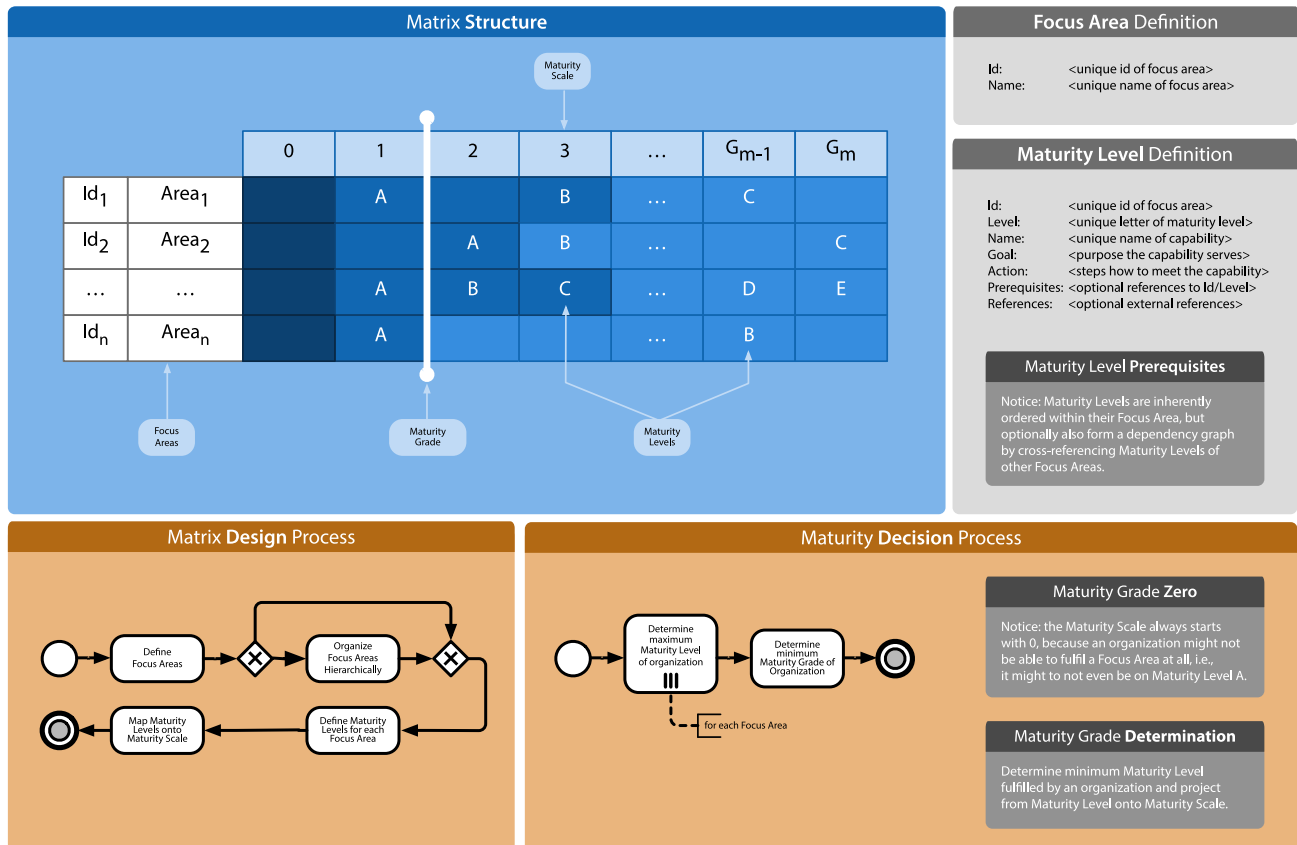 Matrix Structure
Maturity
Scale
0 1 2 3 … Gm-1 Gm
Id1 Area1 A B … C
Id2 Area2 A B … C
… … A B C … D E
Idn Arean A … B
Focus
Areas
Maturity
Grade
Maturity
Levels
Focus Area Definition
Id: <unique id of focus area>
Name: <unique name of focus area>
Maturity Level Definition
Id: <unique id of focus area>
Level: <unique letter of maturity level>
Name: <unique name of capability>
Goal: <purpose the capability serves>
Action: <steps how to meet the capability>
Prerequisites: <optional references to Id/Level>
References: <optional external references>
Maturity Level Prerequisites
Notice: Maturity Levels are inherently
ordered within their Focus Area, but
optionally also form a dependency graph
by cross-referencing Maturity Levels of
other Focus Areas.
Matrix Design Process
Define
Focus Areas
Organize
Focus Areas
Hierarchically
Map Maturity
Levels onto
Maturity Scale
Define Maturity
Levels for each
Focus Area
Maturity Decision Process
Determine
maximum
Maturity Level
of organization
Determine
minimum
Maturity Grade of
Organization
for each Focus Area
Maturity Grade Zero
Notice: the Maturity Scale always starts
with 0, because an organization might not
be able to fulfil a Focus Area at all, i.e.,
it might to not even be on Maturity Level A.
Maturity Grade Determination
Determine minimum Maturity Level
fulfilled by an organization and project
from Maturity Level onto Maturity Scale.